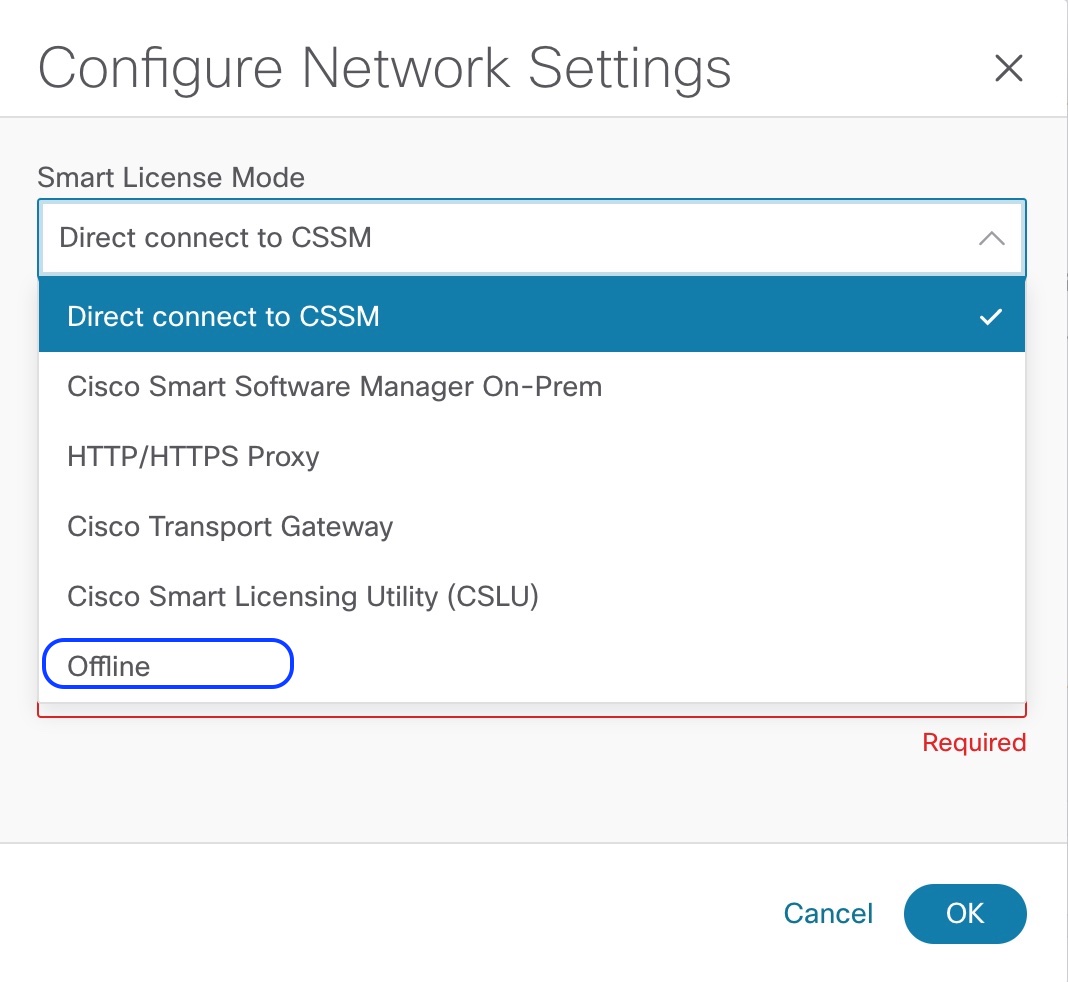 Configure Network Settings
Smart License Mode
Direct connect to CSSM
Direct connect to CSSM
Cisco Smart Software Manager On-Prem
HTTP/HTTPS Proxy
Cisco Transport Gateway
Cisco Smart Licensing Utility (CSLU)
Offline
Required
Cancel
OK